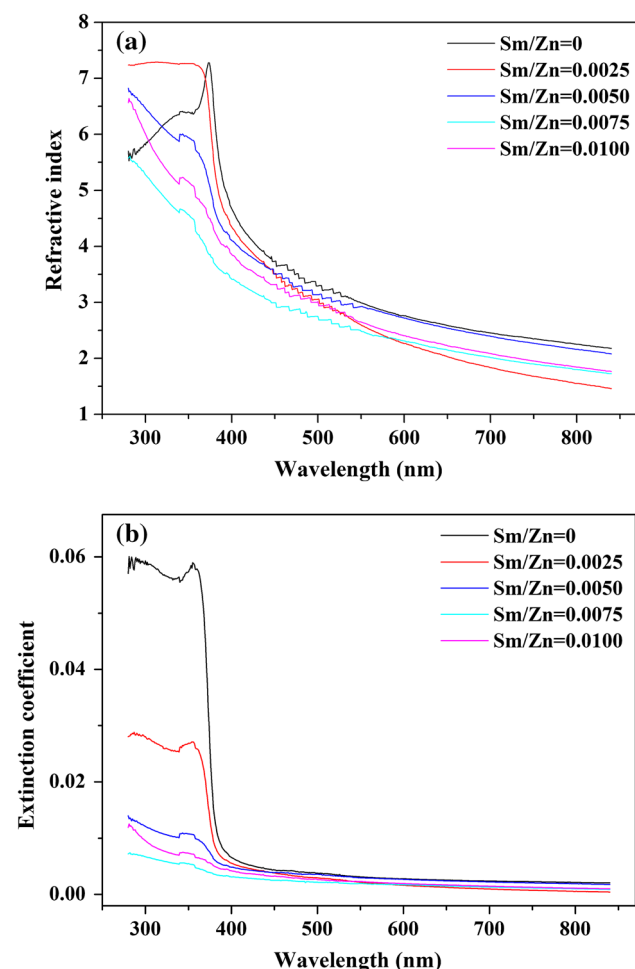 (a)
Sm/Zn=0
Sm/Zn=0.0025
Sm/Zn=0.0050
Sm/Zn=0.0075
Sm/Zn=0.0100
Refractive index
9
8
7
6
5
4
3
2
1
300 400 500 600 700 800
Wavelength (nm)
(b)
Sm/Zn=0
Sm/Zn=0.0025
Sm/Zn=0.0050
Sm/Zn=0.0075
Sm/Zn=0.0100
Extinction coefficient
0.06
0.04
0.02
0.00
300 400 500 600 700 800
Wavelength (nm)